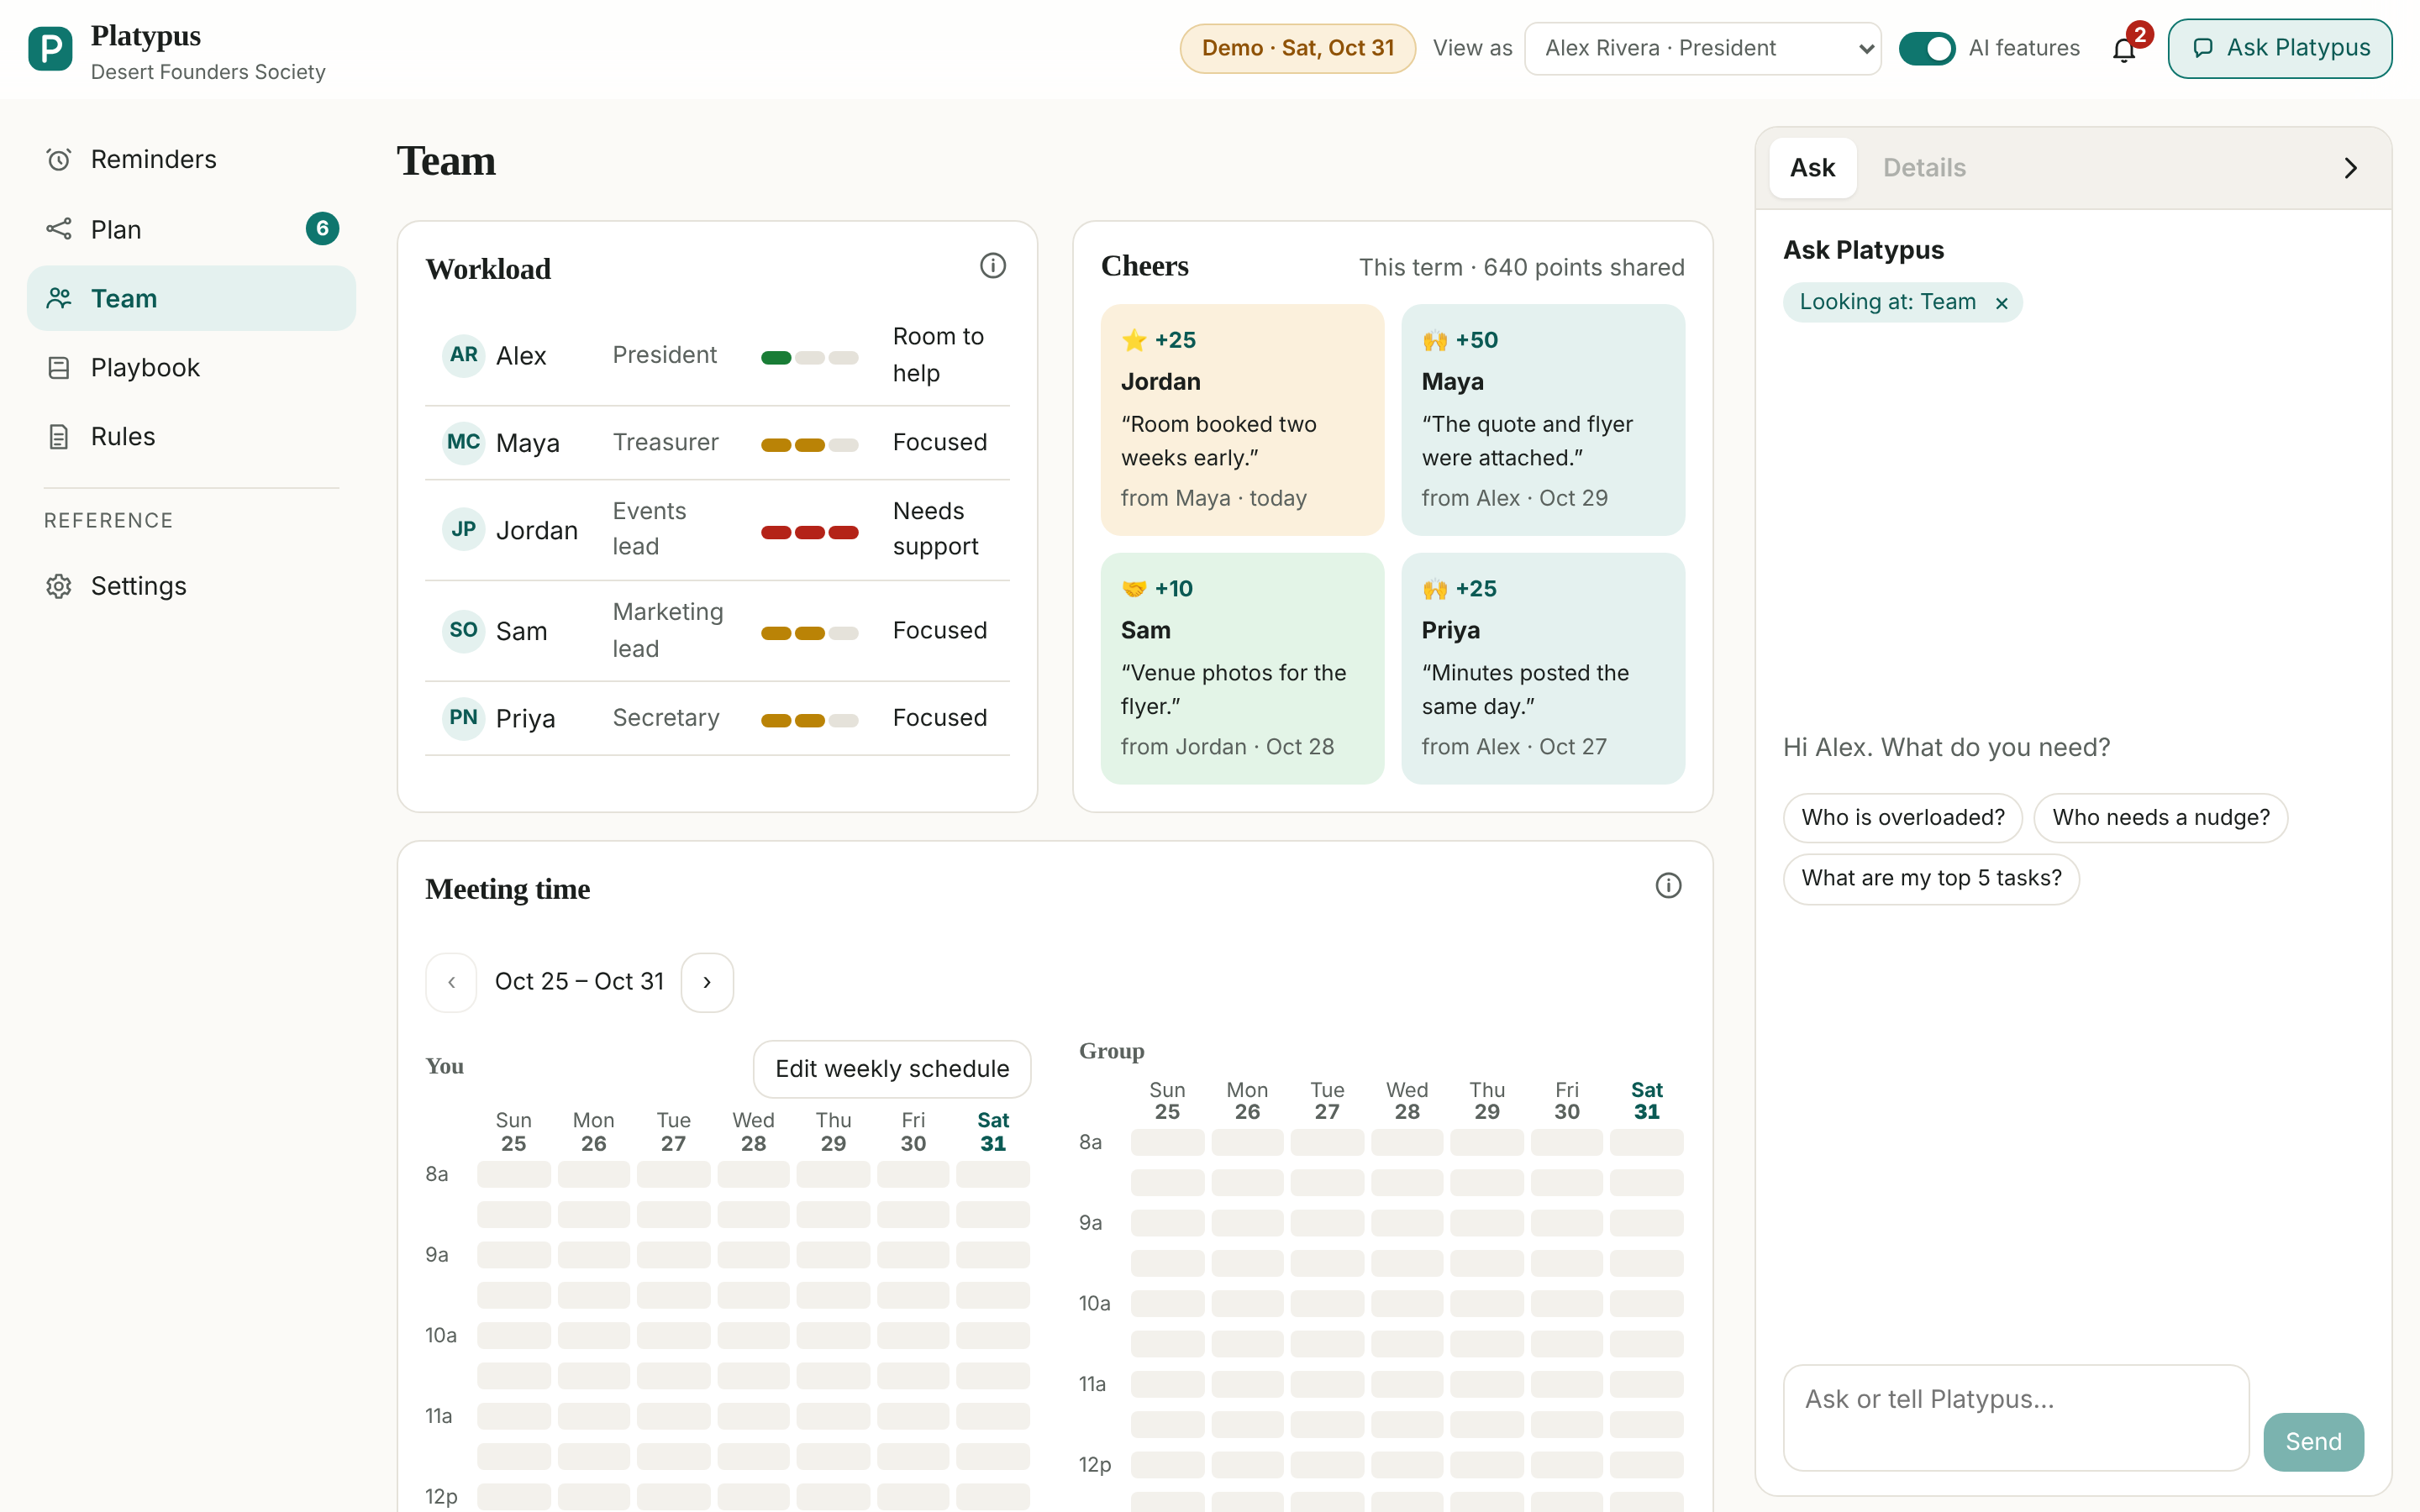 P
Platypus
Desert Founders Society
Demo · Sat, Oct 31
View as
Alex Rivera · President
AI features
2
Ask Platypus
Reminders
Plan
6
Team
Playbook
Rules
REFERENCE
Settings
Team
Workload
AR Alex President Room to
help
MC Maya Treasurer Focused
JP Jordan Events
lead
Needs
support
SO Sam Marketing
lead
Focused
PN Priya Secretary Focused
Cheers
This term · 640 points shared
⭐ +25
Jordan
“Room booked two
weeks early.”
from Maya · today
🙌 +50
Maya
“The quote and flyer
were attached.”
from Alex · Oct 29
🤝 +10
Sam
“Venue photos for the
flyer.”
from Jordan · Oct 28
🙌 +25
Priya
“Minutes posted the
same day.”
from Alex · Oct 27
Meeting time
‹ Oct 25 – Oct 31 ›
You
Edit weekly schedule
Sun Mon Tue Wed Thu Fri Sat
25 26 27 28 29 30 31
8a
9a
10a
11a
12p
Group
Sun Mon Tue Wed Thu Fri Sat
25 26 27 28 29 30 31
8a
9a
10a
11a
12p
Ask Details
Ask Platypus
Looking at: Team ×
Hi Alex. What do you need?
Who is overloaded? Who needs a nudge?
What are my top 5 tasks?
Ask or tell Platypus...
Send